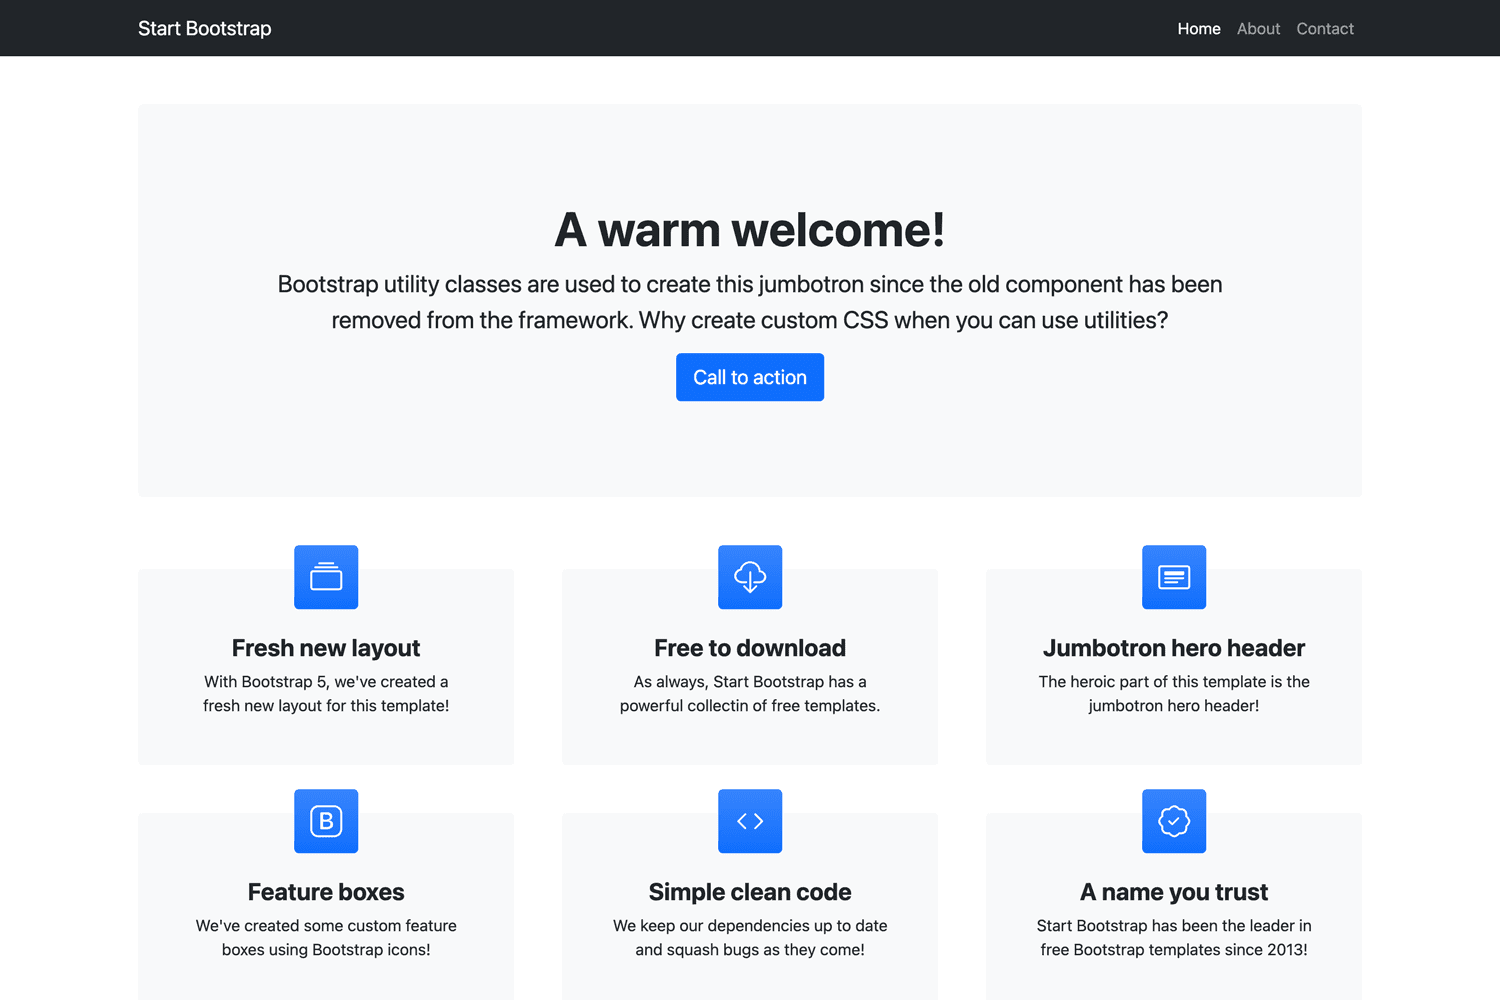 Start Bootstrap
Home About Contact
A warm welcome!
Bootstrap utility classes are used to create this jumbotron since the old component has been
removed from the framework. Why create custom CSS when you can use utilities?
Call to action
Fresh new layout
With Bootstrap 5, we've created a
fresh new layout for this template!
Free to download
As always, Start Bootstrap has a
powerful collectin of free templates.
Jumbotron hero header
The heroic part of this template is the
jumbotron hero header!
B
Feature boxes
We've created some custom feature
boxes using Bootstrap icons!
Simple clean code
We keep our dependencies up to date
and squash bugs as they come!
A name you trust
Start Bootstrap has been the leader in
free Bootstrap templates since 2013!